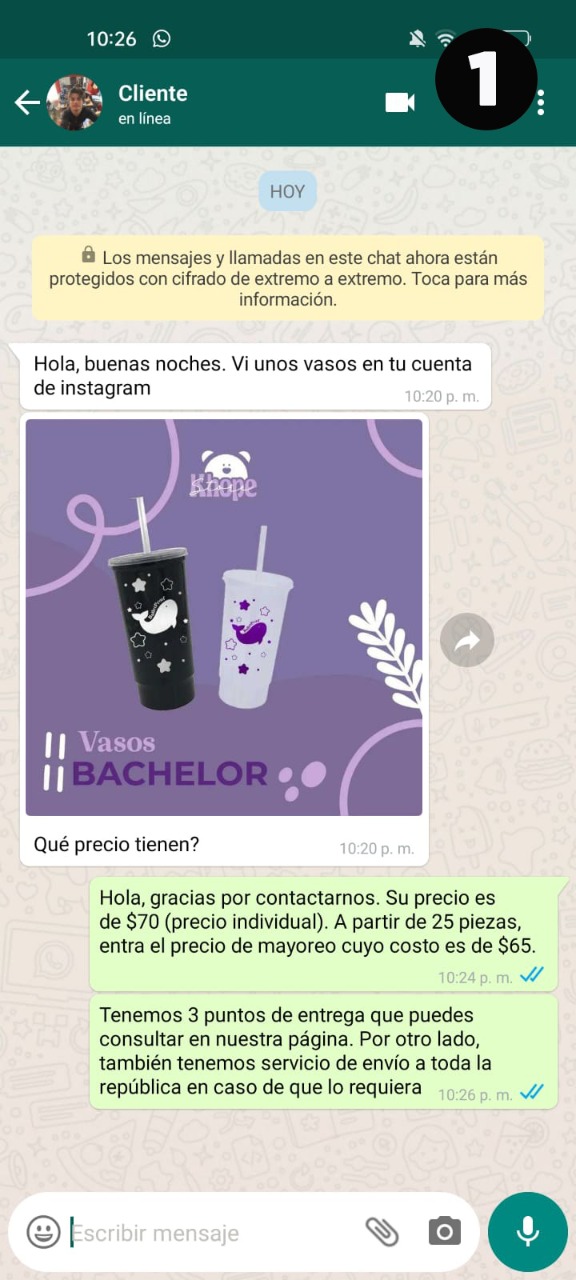 10:26
1
Cliente
en línea
HOY
Los mensajes y llamadas en este chat ahora están
protegidos con cifrado de extremo a extremo. Toca para más
información.
Hola, buenas noches. Vi unos vasos en tu cuenta
de instagram
10:20 p. m.
Khope
Vasos
BACHELOR
Qué precio tienen?
10:20 p. m.
Hola, gracias por contactarnos. Su precio es
de $70 (precio individual). A partir de 25 piezas,
entra el precio de mayoreo cuyo costo es de $65.
10:24 p. m.
Tenemos 3 puntos de entrega que puedes
consultar en nuestra página. Por otro lado,
también tenemos servicio de envío a toda la
república en caso de que lo requiera
10:26 p. m.
Escribir mensaje